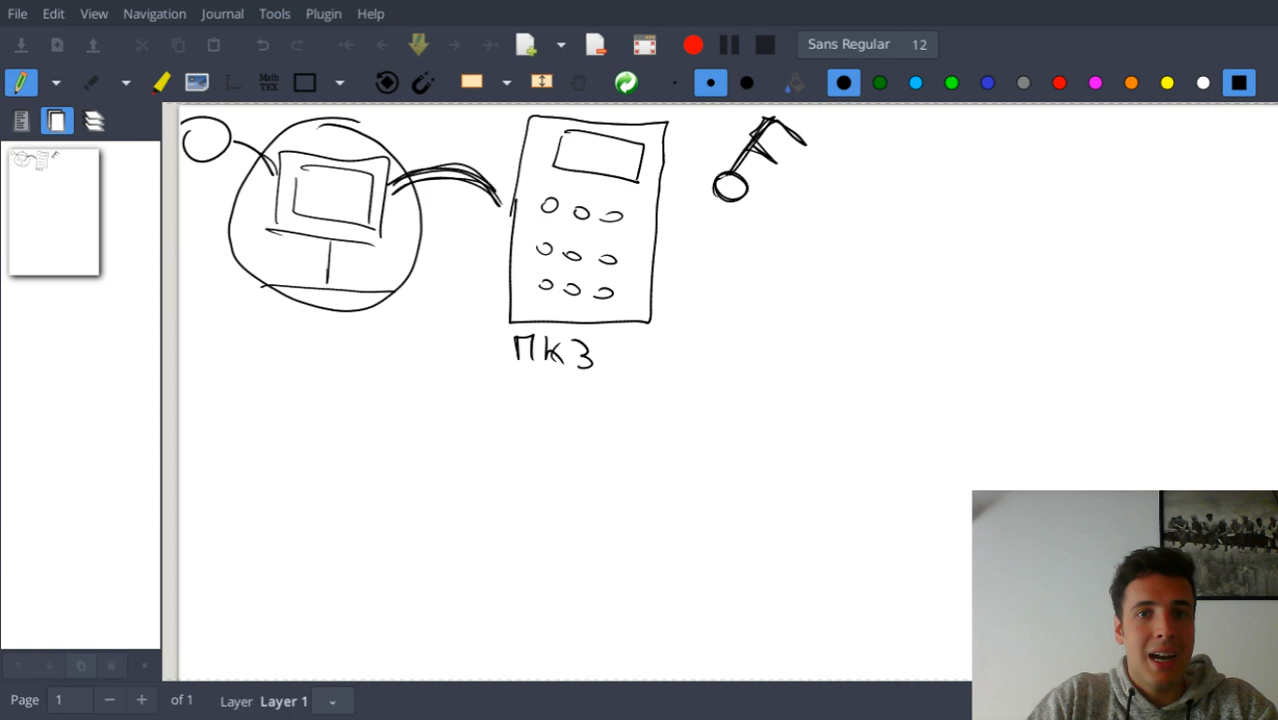 File Edit View Navigation Journal Tools Plugin Help
Sans Regular 12
Math
TEX
ПКЗ
Page 1 of 1 Layer Layer 1